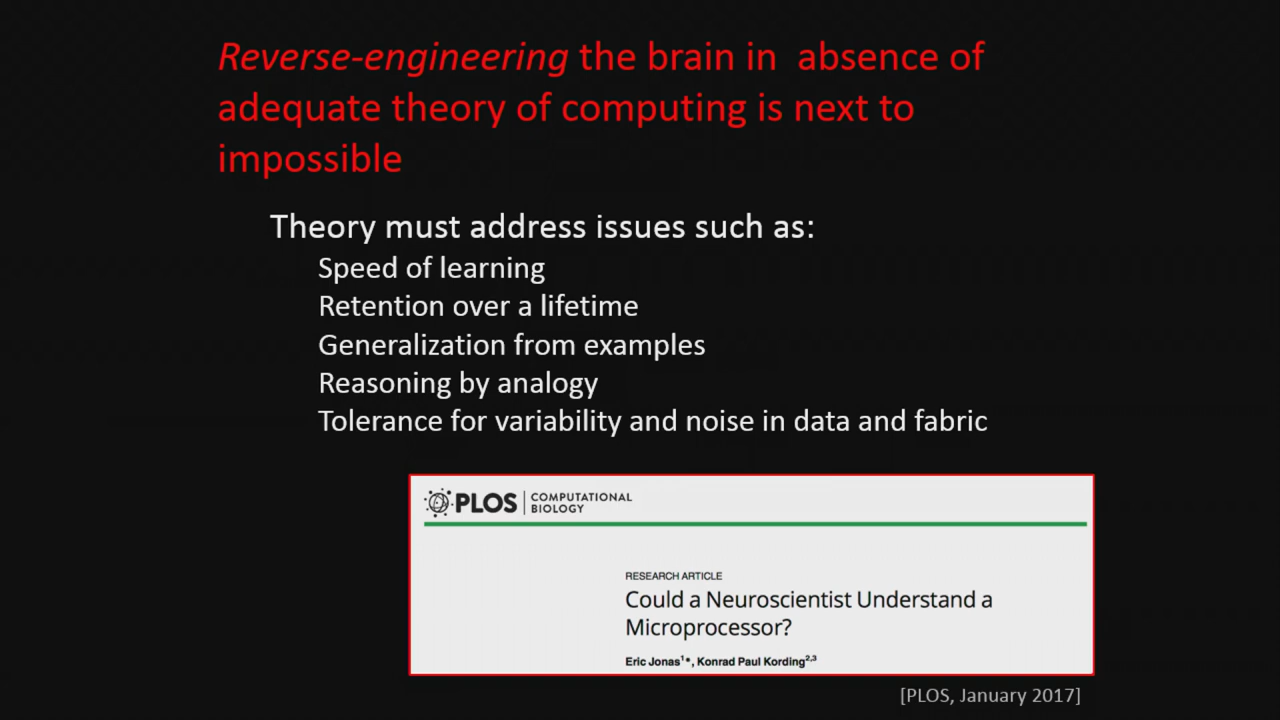 Reverse-engineering the brain in absence of
adequate theory of computing is next to
impossible
Theory must address issues such as:
Speed of learning
Retention over a lifetime
Generalization from examples
Reasoning by analogy
Tolerance for variability and noise in data and fabric
PLOS | COMPUTATIONAL
BIOLOGY
RESEARCH ARTICLE
Could a Neuroscientist Understand a
Microprocessor?
Eric Jonas1*, Konrad Paul Kording2,3
[PLOS, January 2017]